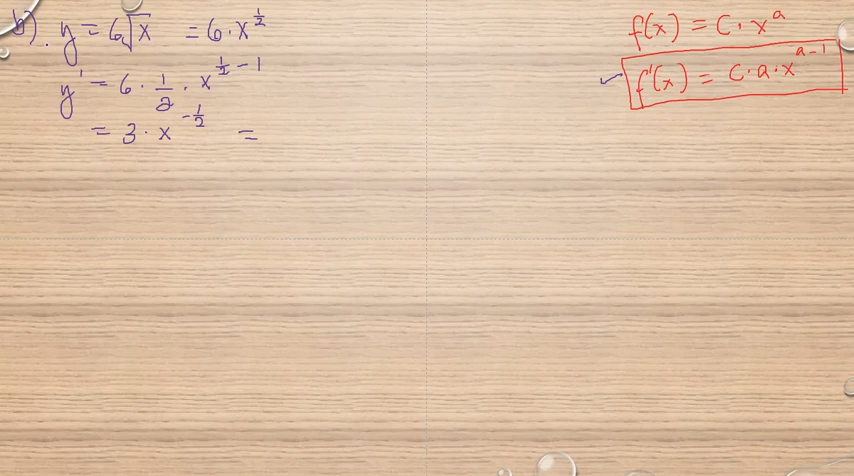 b). y = 6√x = 6·x^{1/2}
y' = 6 · 1/2 · x^{1/2 - 1}
= 3 · x^{-1/2} =
f(x) = C · x^a
f'(x) = C·a·x^{a-1}